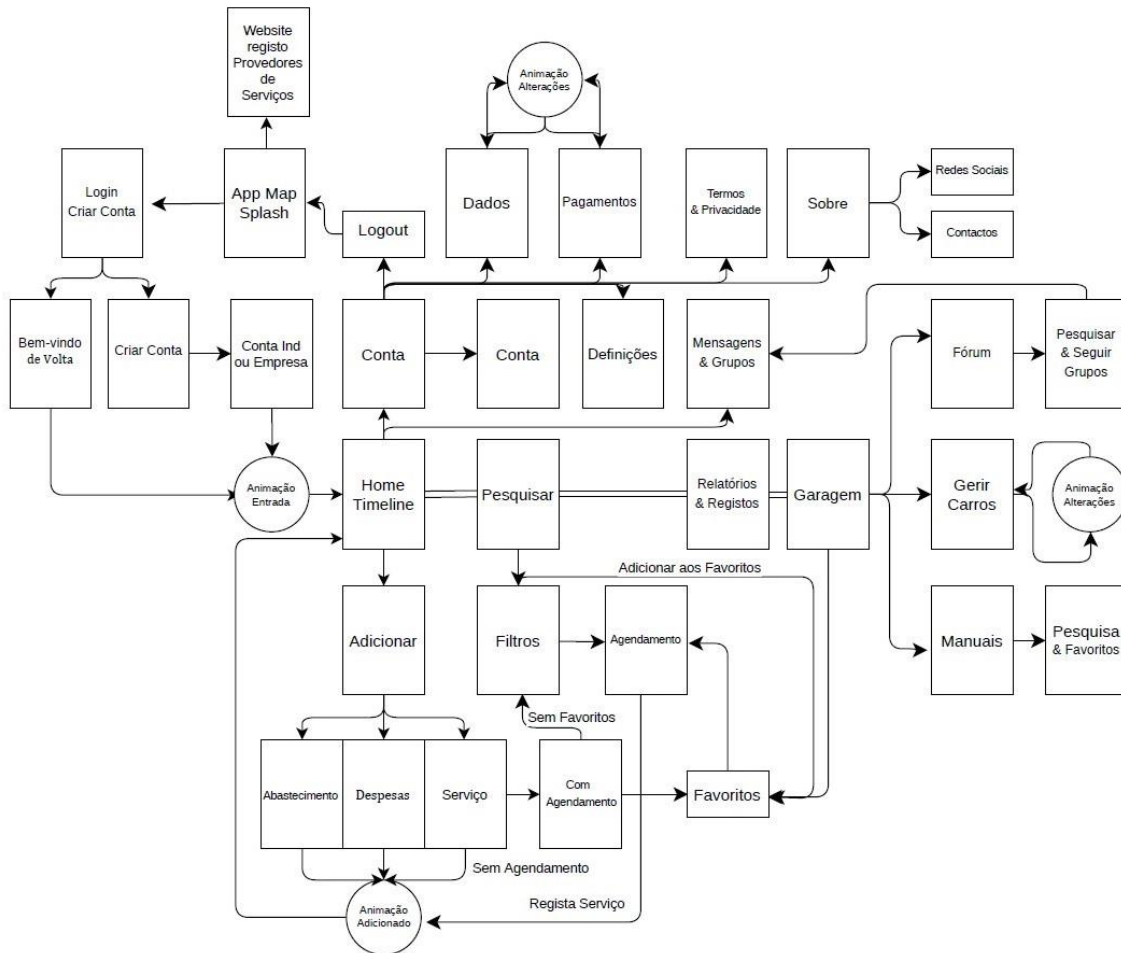 Website
registo
Provedores
de
Serviços
Animação
Alterações
Login
Criar Conta
App Map
Splash
Logout
Dados
Pagamentos
Termos
& Privacidade
Sobre
Redes Sociais
Contactos
Bem-vindo
de Volta
Criar Conta
Conta Ind
ou Empresa
Conta
Conta
Definições
Mensagens
& Grupos
Fórum
Pesquisar
& Seguir
Grupos
Animação
Entrada
Home
Timeline
Pesquisar
Relatórios
& Registos
Garagem
Gerir
Carros
Animação
Alterações
Adicionar aos Favoritos
Adicionar
Filtros
Agendamento
Manuais
Pesquisa
& Favoritos
Sem Favoritos
Abastecimento
Despesas
Serviço
Com
Agendamento
Favoritos
Sem Agendamento
Animação
Adicionado
Regista Serviço